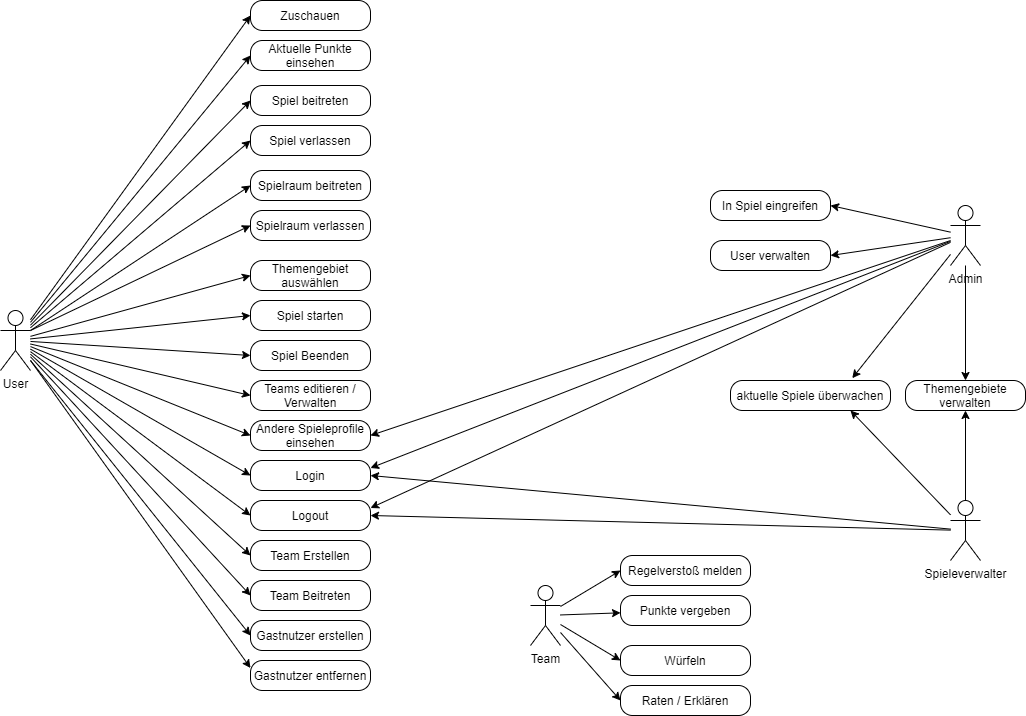 Zuschauen
Aktuelle Punkte
einsehen
Spiel beitreten
Spiel verlassen
Spielraum beitreten
Spielraum verlassen
Themengebiet
auswählen
Spiel starten
Spiel Beenden
Teams editieren /
Verwalten
Andere Spieleprofile
einsehen
Login
Logout
Team Erstellen
Team Beitreten
Gastnutzer erstellen
Gastnutzer entfernen
User
In Spiel eingreifen
User verwalten
Admin
aktuelle Spiele überwachen
Themengebiete
verwalten
Spieleverwalter
Regelverstoß melden
Punkte vergeben
Würfeln
Raten / Erklären
Team